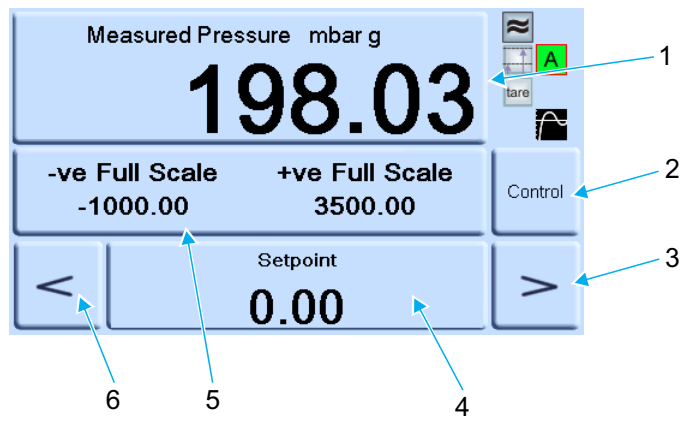 Measured Pressure mbar g
198.03
A
tare
1
-ve Full Scale +ve Full Scale
-1000.00 3500.00
Control
2
<
Setpoint
0.00
>
3
6
5
4